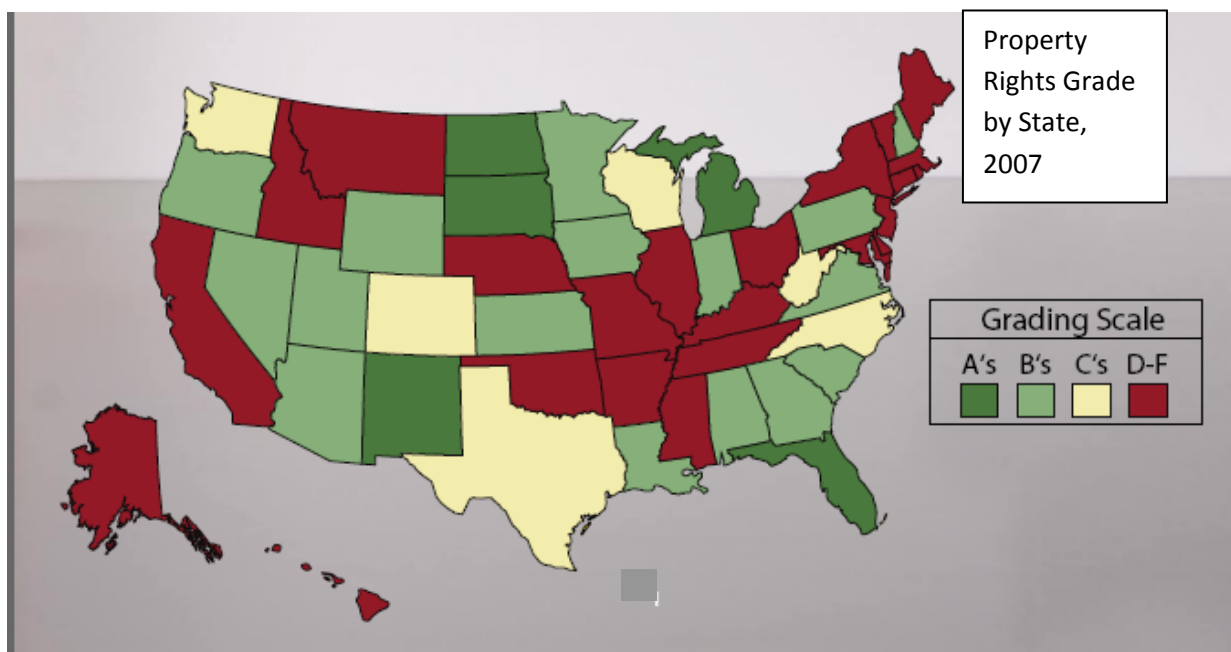 Property
Rights Grade
by State,
2007
Grading Scale
A‘s B‘s C‘s D-F